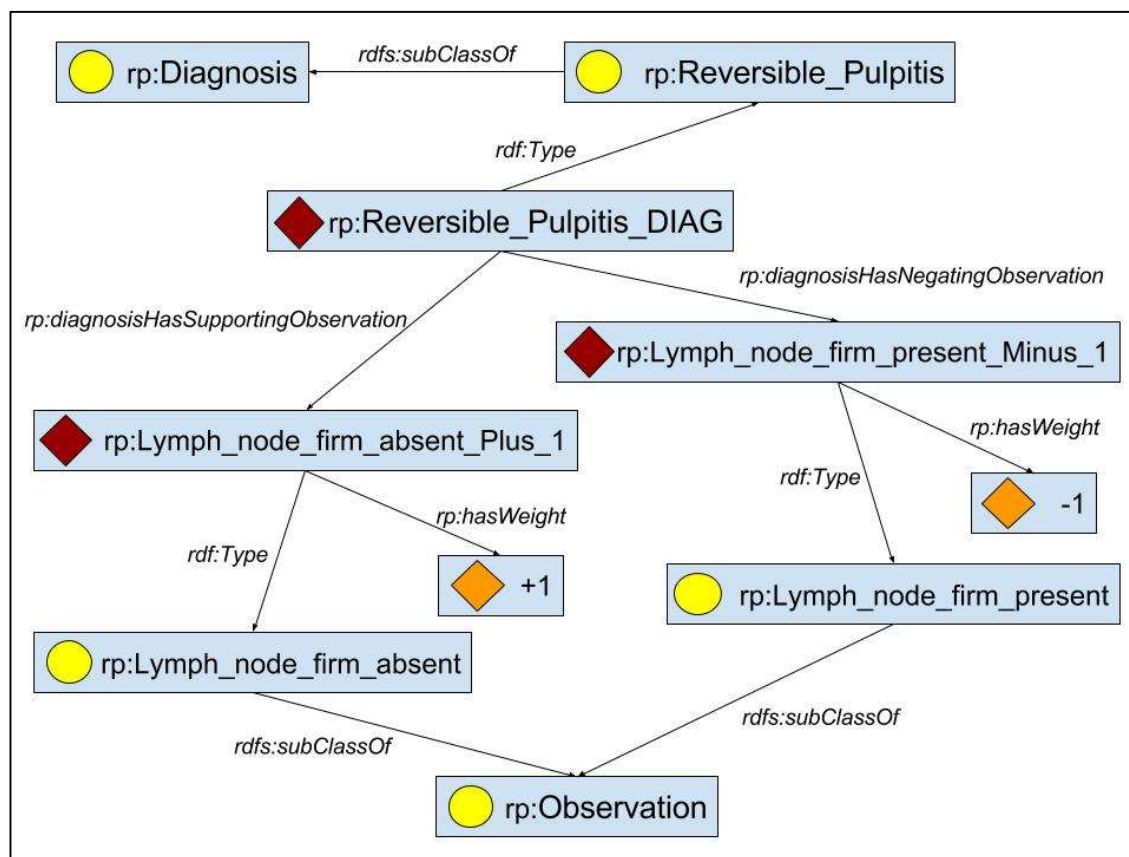 rp:Diagnosis
rdfs:subClassOf
rp:Reversible_Pulpitis
rdf:Type
rp:Reversible_Pulpitis_DIAG
rp:diagnosisHasNegatingObservation
rp:diagnosisHasSupportingObservation
rp:Lymph_node_firm_present_Minus_1
rp:Lymph_node_firm_absent_Plus_1
rp:hasWeight
rdf:Type
-1
rp:hasWeight
rdf:Type
+1
rp:Lymph_node_firm_present
rp:Lymph_node_firm_absent
rdfs:subClassOf
rdfs:subClassOf
rp:Observation